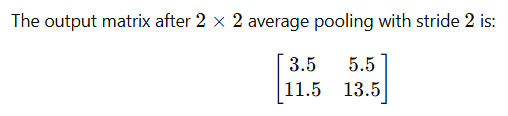 The output matrix after 2 × 2 average pooling with stride 2 is:
3.5 5.5
11.5 13.5